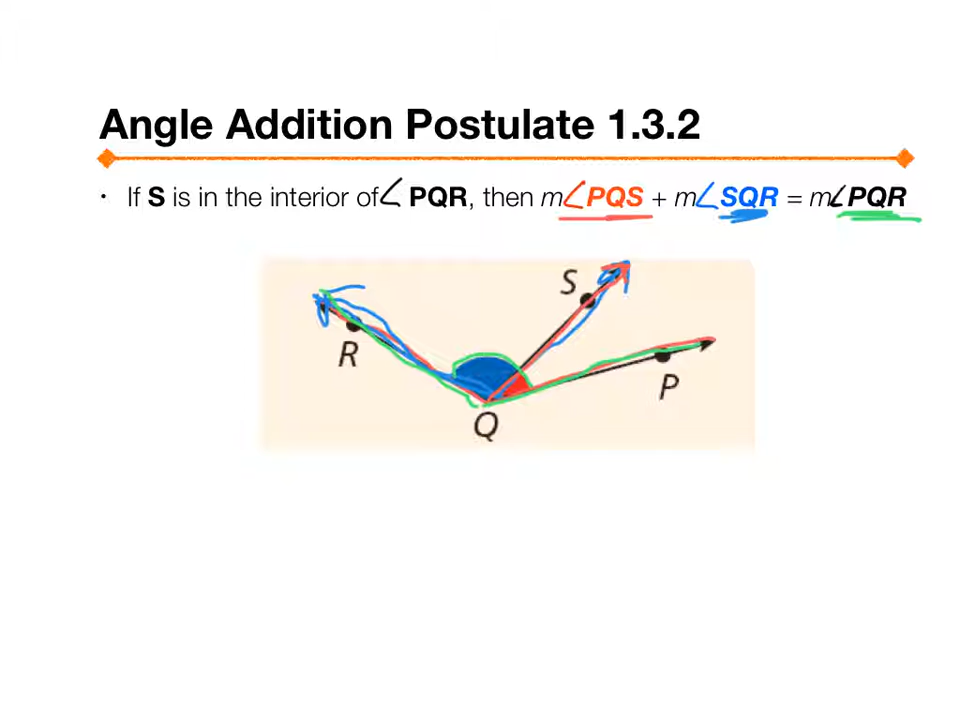 Angle Addition Postulate 1.3.2
• If S is in the interior of ∠ PQR, then m∠PQS + m∠SQR = m∠PQR
S
R
P
Q